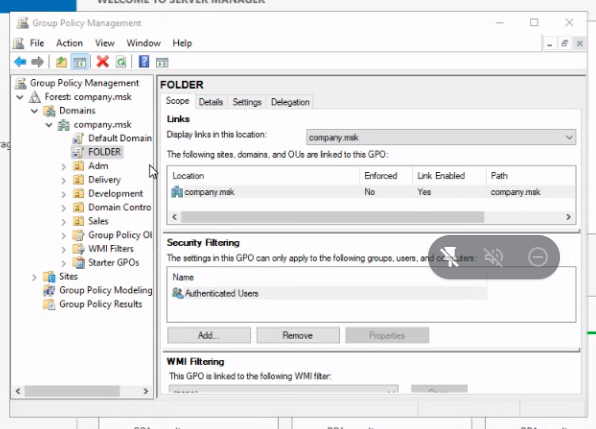 WELCOME TO SERVER MANAGER
Group Policy Management
File Action View Window Help
Group Policy Management
Forest: company.msk
Domains
company.msk
Default Domain
FOLDER
Adm
Delivery
Development
Domain Contro
Sales
Group Policy Ob
WMI Filters
Starter GPOs
Sites
Group Policy Modeling
Group Policy Results
FOLDER
Scope Details Settings Delegation
Links
Display links in this location: company.msk
The following sites, domains, and OUs are linked to this GPO:
Location Enforced Link Enabled Path
company.msk No Yes company.msk
Security Filtering
The settings in this GPO can only apply to the following groups, users, and computers:
Name
Authenticated Users
Add... Remove Properties
WMI Filtering
This GPO is linked to the following WMI filter: